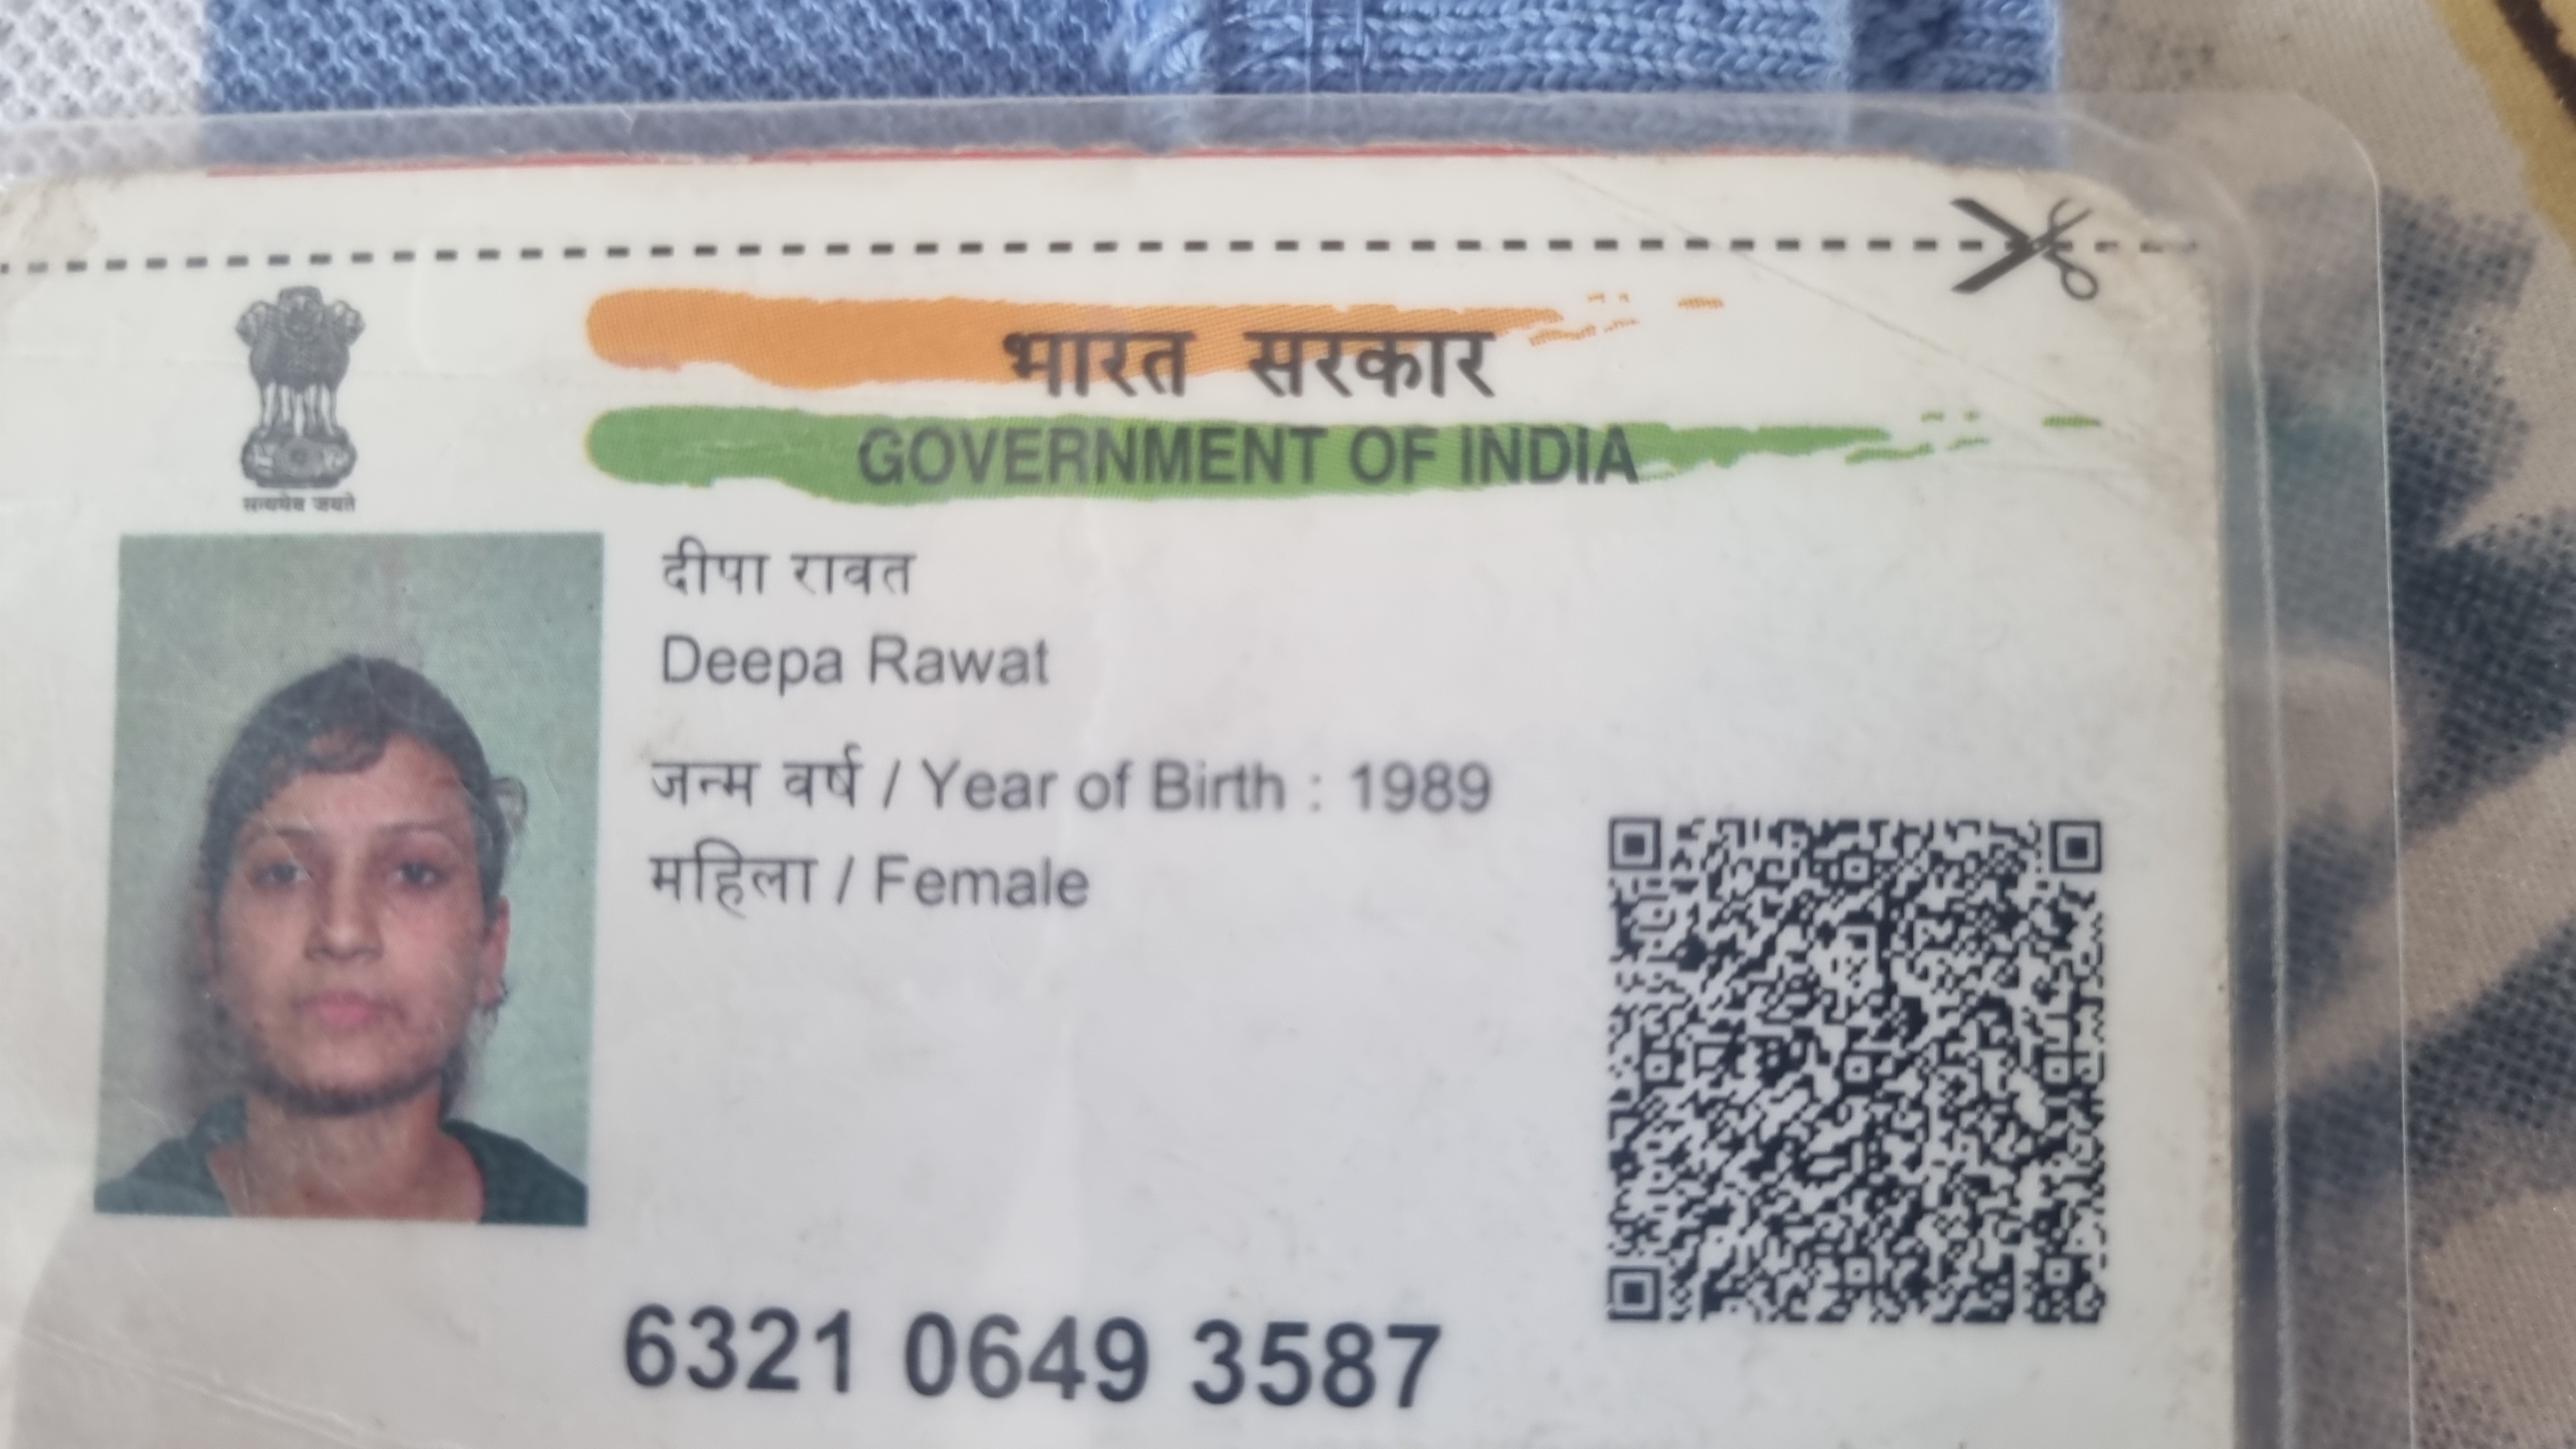 सत्यमेव जयते
भारत सरकार
GOVERNMENT OF INDIA
दीपा रावत
Deepa Rawat
जन्म वर्ष / Year of Birth : 1989
महिला / Female
6321 0649 3587